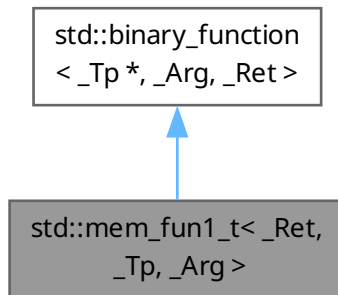 std::binary_function
< _Tp *, _Arg, _Ret >
std::mem_fun1_t< _Ret,
_Tp, _Arg >